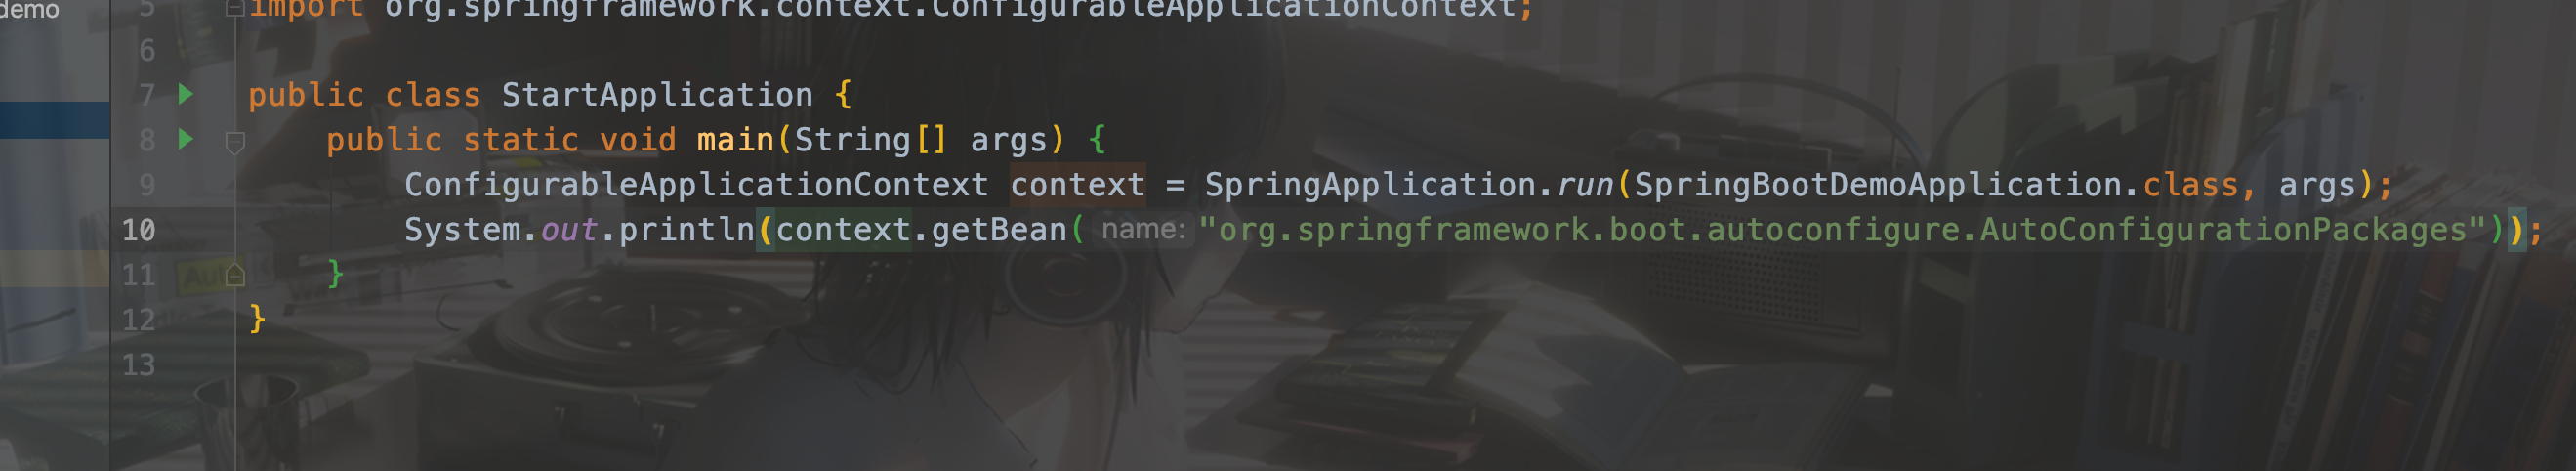 demo
5 import org.springframework.context.ConfigurableApplicationContext;
6
7 public class StartApplication {
8 public static void main(String[] args) {
9 ConfigurableApplicationContext context = SpringApplication.run(SpringBootDemoApplication.class, args);
10 System.out.println(context.getBean( name: "org.springframework.boot.autoconfigure.AutoConfigurationPackages"));
11 }
12 }
13